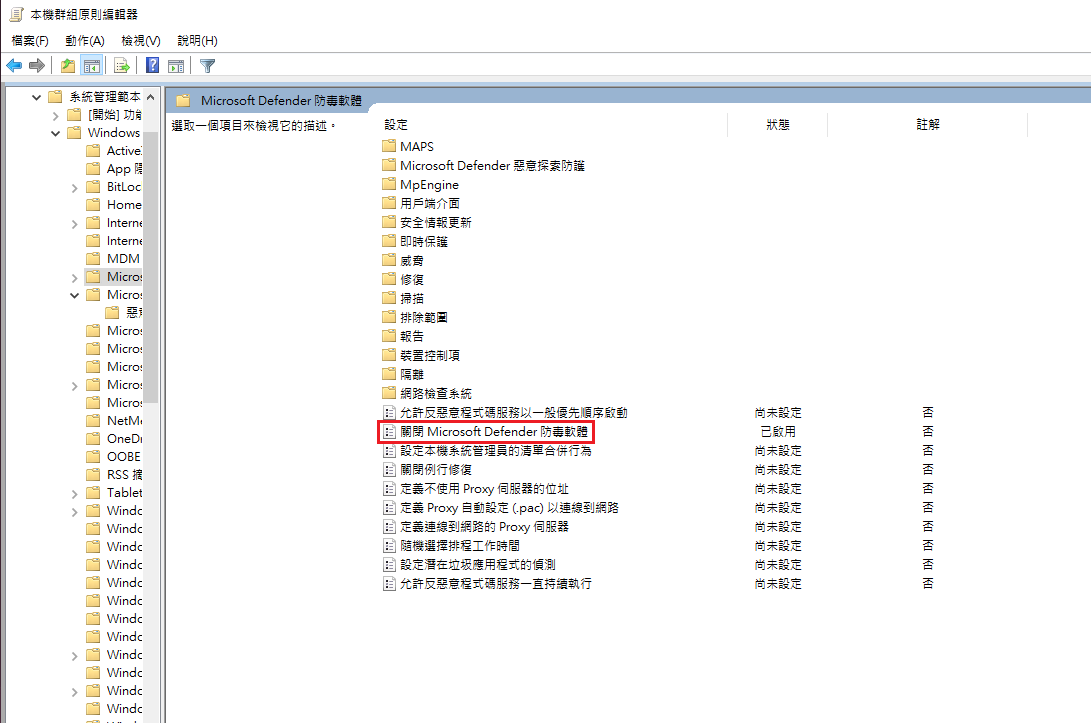 本機群組原則編輯器
檔案(F) 動作(A) 檢視(V) 說明(H)
系統管理範本
[開始] 功能
Windows
Active
App 隱
BitLoc
Home
Interne
Interne
MDM
Micros
Micros
惡意
Micros
Micros
Micros
Micros
Micros
NetMe
OneDr
OOBE
RSS 摘
Tablet
Windo
Windo
Windo
Windo
Windo
Windo
Windo
Windo
Windo
Windo
Windo
Windo
Microsoft Defender 防毒軟體
選取一個項目來檢視它的描述。
設定 狀態 註解
MAPS
Microsoft Defender 惡意探索防護
MpEngine
用戶端介面
安全情報更新
即時保護
威脅
修復
掃描
排除範圍
報告
裝置控制項
隔離
網路檢查系統
允許反惡意程式碼服務以一般優先順序啟動 尚未設定 否
關閉 Microsoft Defender 防毒軟體 已啟用 否
設定本機系統管理員的清單合併行為 尚未設定 否
關閉例行修復 尚未設定 否
定義不使用 Proxy 伺服器的位址 尚未設定 否
定義 Proxy 自動設定 (.pac) 以連線到網路 尚未設定 否
定義連線到網路的 Proxy 伺服器 尚未設定 否
隨機選擇排程工作時間 尚未設定 否
設定潛在垃圾應用程式的偵測 尚未設定 否
允許反惡意程式碼服務一直持續執行 尚未設定 否